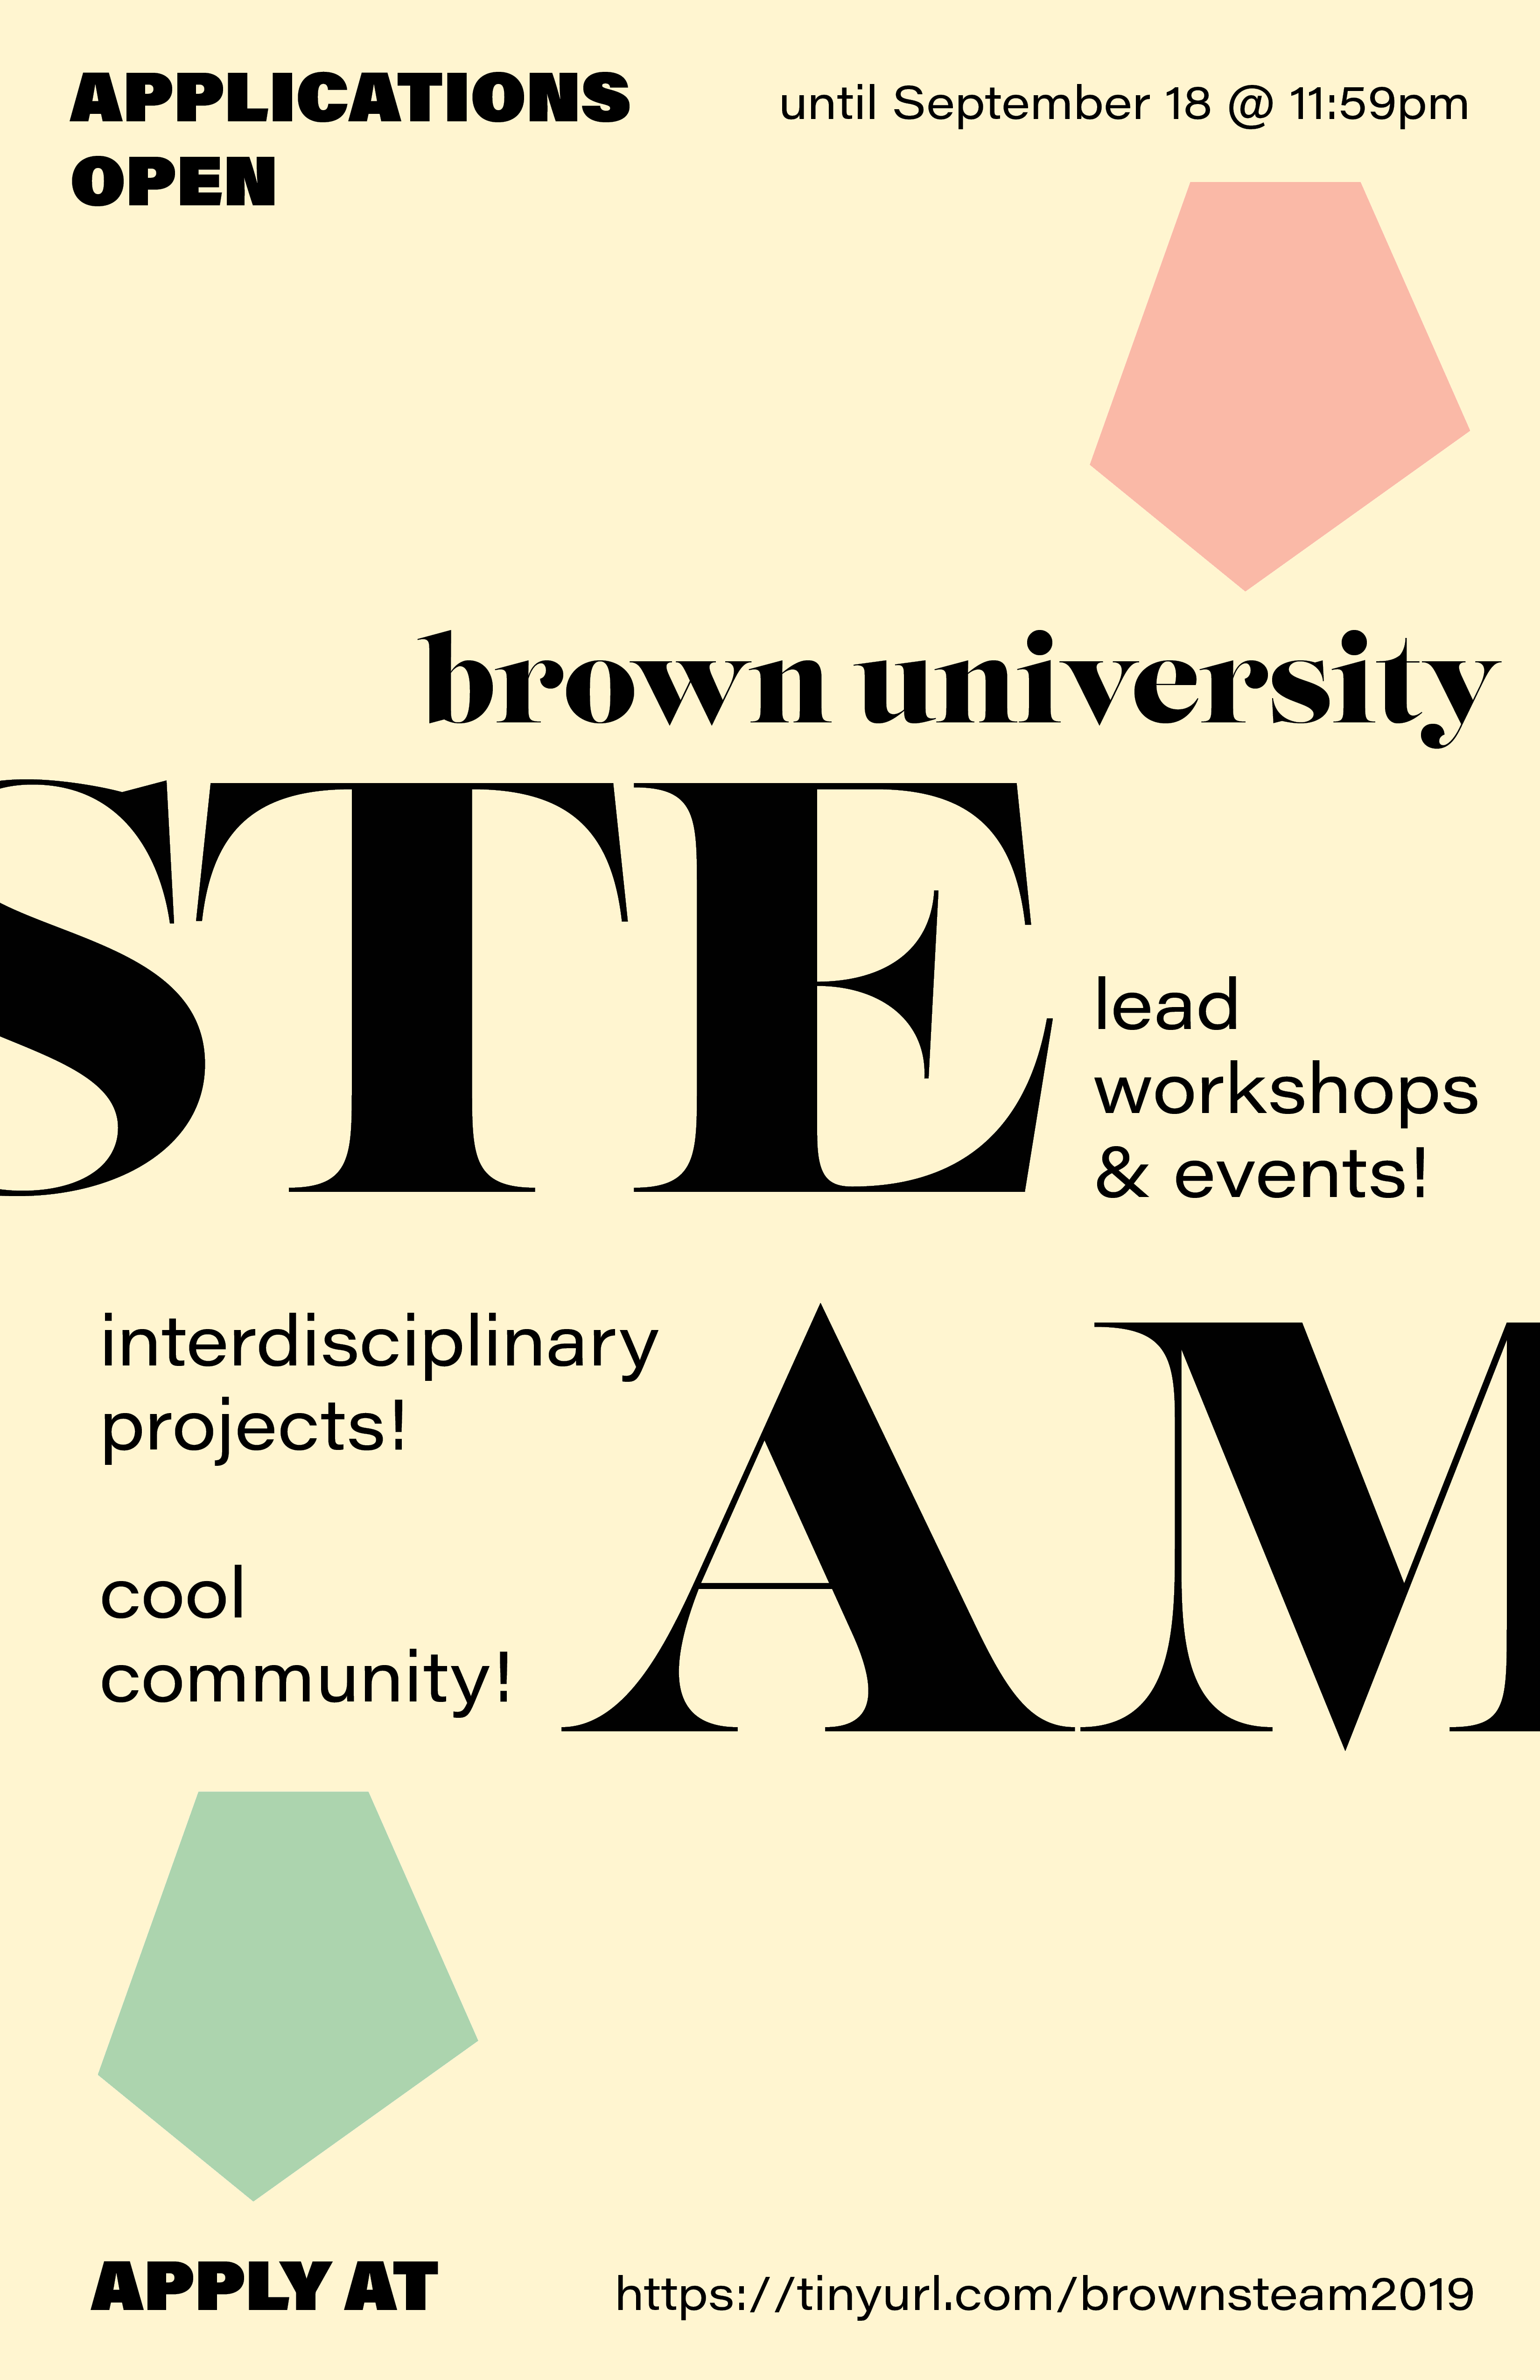 APPLICATIONS
OPEN
until September 18 @ 11:59pm
brown university
STE
lead
workshops
& events!
interdisciplinary
projects!
cool
community!
AM
APPLY AT
https://tinyurl.com/brownsteam2019